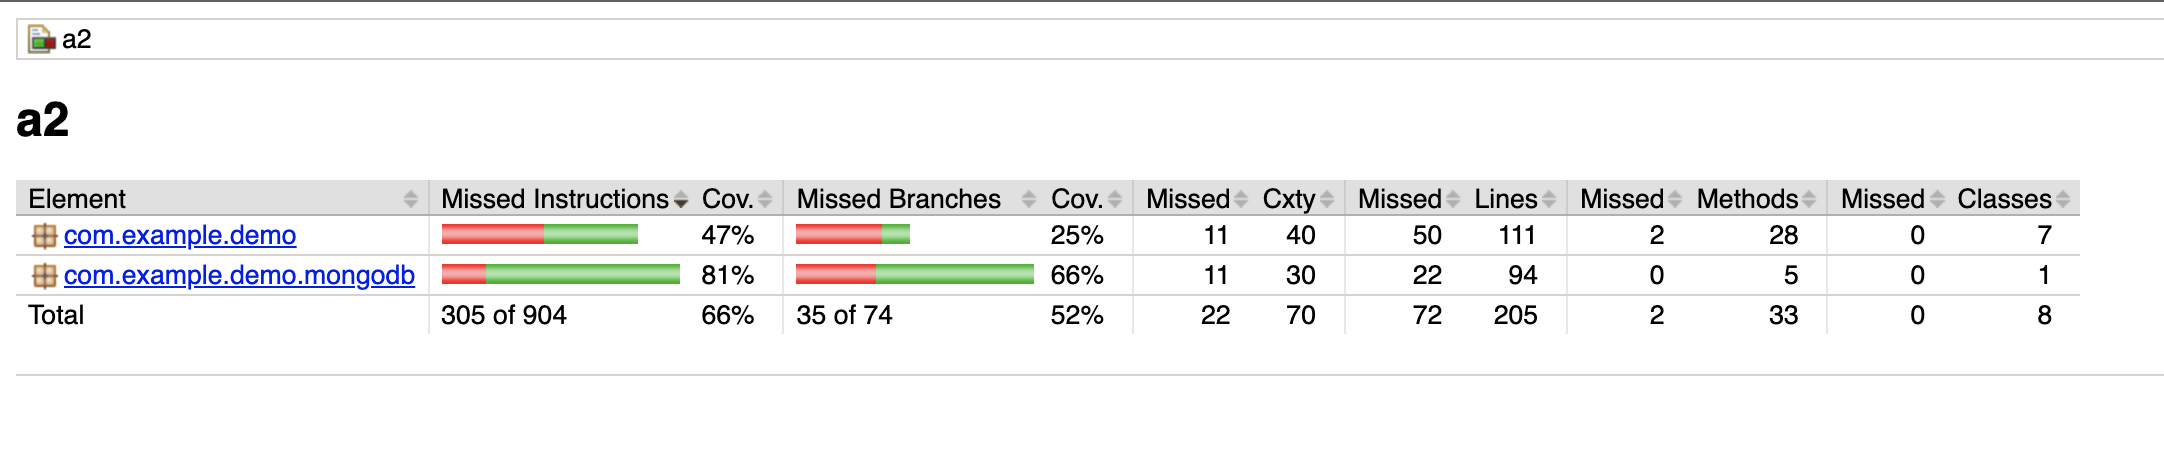 a2
a2
Element Missed Instructions Cov. Missed Branches Cov. Missed Cxty Missed Lines Missed Methods Missed Classes
com.example.demo 47% 25% 11 40 50 111 2 28 0 7
com.example.demo.mongodb 81% 66% 11 30 22 94 0 5 0 1
Total 305 of 904 66% 35 of 74 52% 22 70 72 205 2 33 0 8